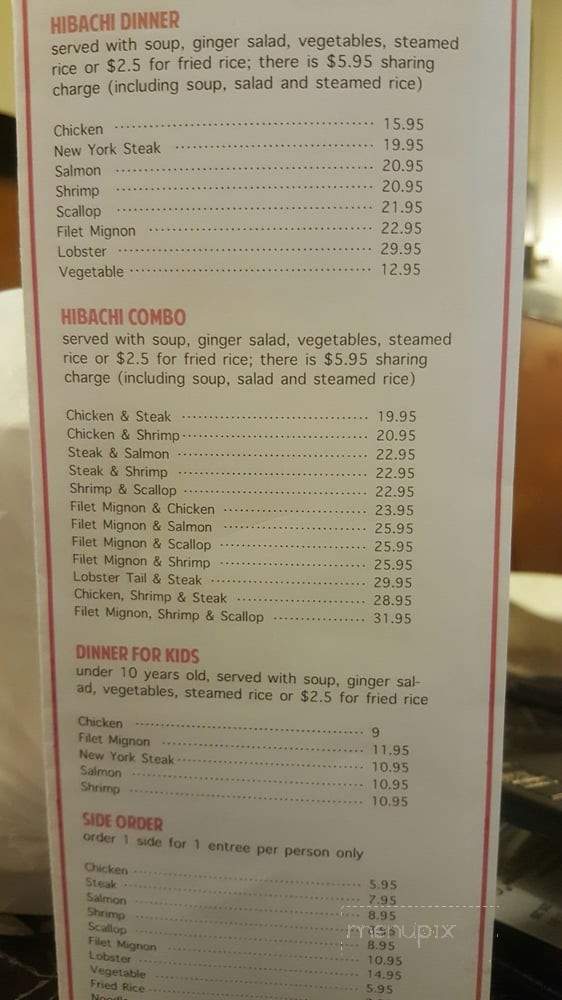 HIBACHI DINNER
served with soup, ginger salad, vegetables, steamed
rice or $2.5 for fried rice; there is $5.95 sharing
charge (including soup, salad and steamed rice)
Chicken 15.95
New York Steak 19.95
Salmon 20.95
Shrimp 20.95
Scallop 21.95
Filet Mignon 22.95
Lobster 29.95
Vegetable 12.95
HIBACHI COMBO
served with soup, ginger salad, vegetables, steamed
rice or $2.5 for fried rice; there is $5.95 sharing
charge (including soup, salad and steamed rice)
Chicken & Steak 19.95
Chicken & Shrimp 20.95
Steak & Salmon 22.95
Steak & Shrimp 22.95
Shrimp & Scallop 22.95
Filet Mignon & Chicken 23.95
Filet Mignon & Salmon 25.95
Filet Mignon & Scallop 25.95
Filet Mignon & Shrimp 25.95
Lobster Tail & Steak 29.95
Chicken, Shrimp & Steak 28.95
Filet Mignon, Shrimp & Scallop 31.95
DINNER FOR KIDS
under 10 years old, served with soup, ginger sal-
ad, vegetables, steamed rice or $2.5 for fried rice
Chicken 9
Filet Mignon 11.95
New York Steak 10.95
Salmon 10.95
Shrimp 10.95
SIDE ORDER
order 1 side for 1 entree per person only
Chicken 5.95
Steak 7.95
Salmon 8.95
Shrimp
Scallop 8.95
Filet Mignon 10.95
Lobster 14.95
Vegetable 5.95
Fried Rice
menupix